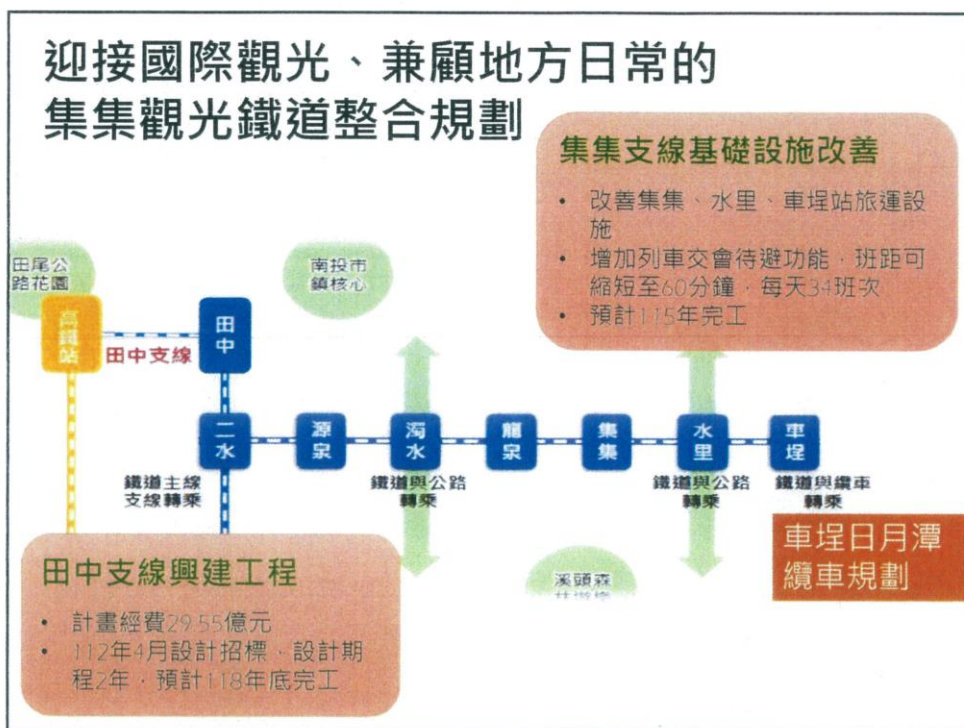 迎接國際觀光、兼顧地方日常的
集集觀光鐵道整合規劃
集集支線基礎設施改善
• 改善集集、水里、車埕站旅運設
施
• 增加列車交會待避功能，班距可
縮短至60分鐘，每天34班次
• 預計115年完工
田尾公
路花園
南投市
鎮核心
高鐵站
田中支線
田中
二水
源泉
濁水
龍泉
集集
水里
車埕
鐵道主線
支線轉乘
鐵道與公路
轉乘
鐵道與公路
轉乘
鐵道與纜車
轉乘
車埕日月潭
纜車規劃
溪頭森
田中支線興建工程
• 計畫經費29.55億元
• 112年4月設計招標，設計期
程2年，預計118年底完工